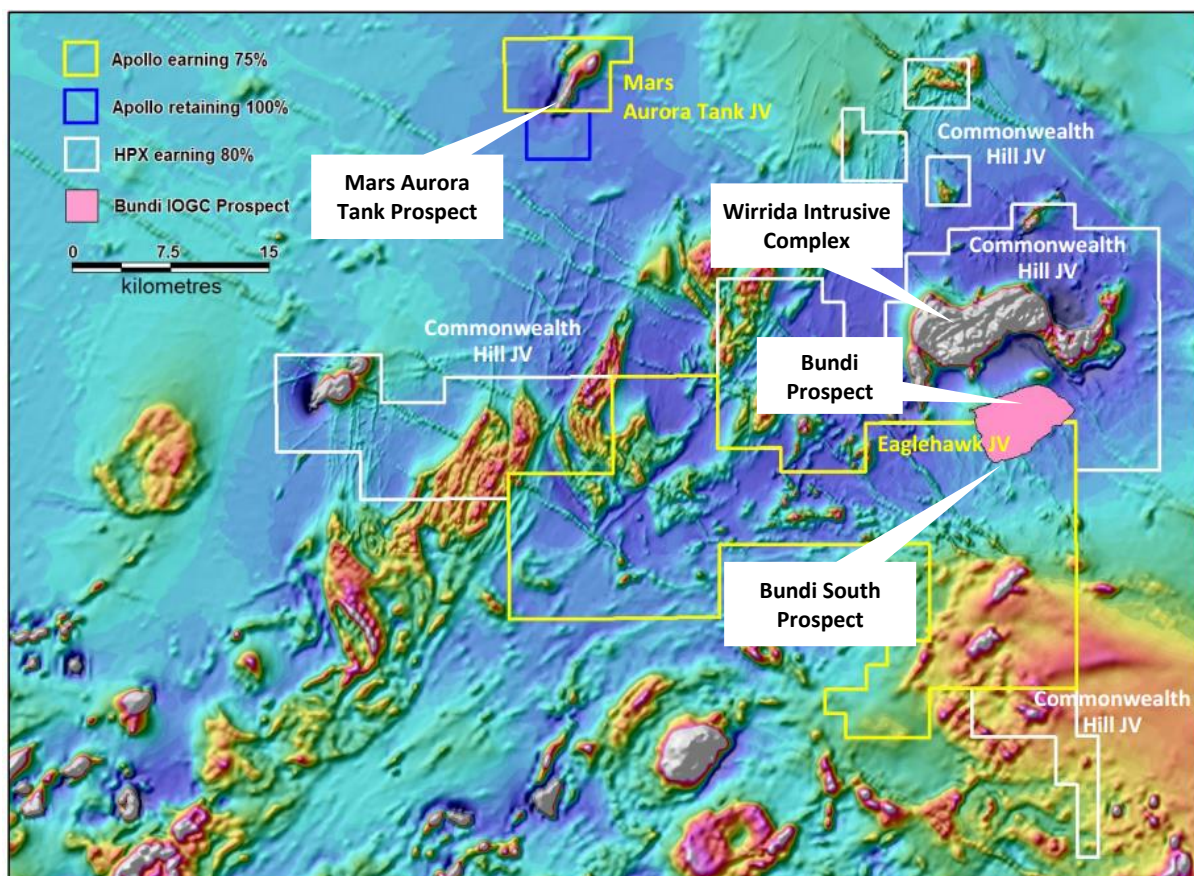 Apollo earning 75%
Apollo retaining 100%
HPX earning 80%
Bundi IOGC Prospect
0 7.5 15
kilometres
Mars
Aurora Tank JV
Mars Aurora
Tank Prospect
Commonwealth
Hill JV
Wirrida Intrusive
Complex
Commonwealth
Hill JV
Commonwealth
Hill JV
Bundi
Prospect
Eaglehawk JV
Bundi South
Prospect
Commonwealth
Hill JV